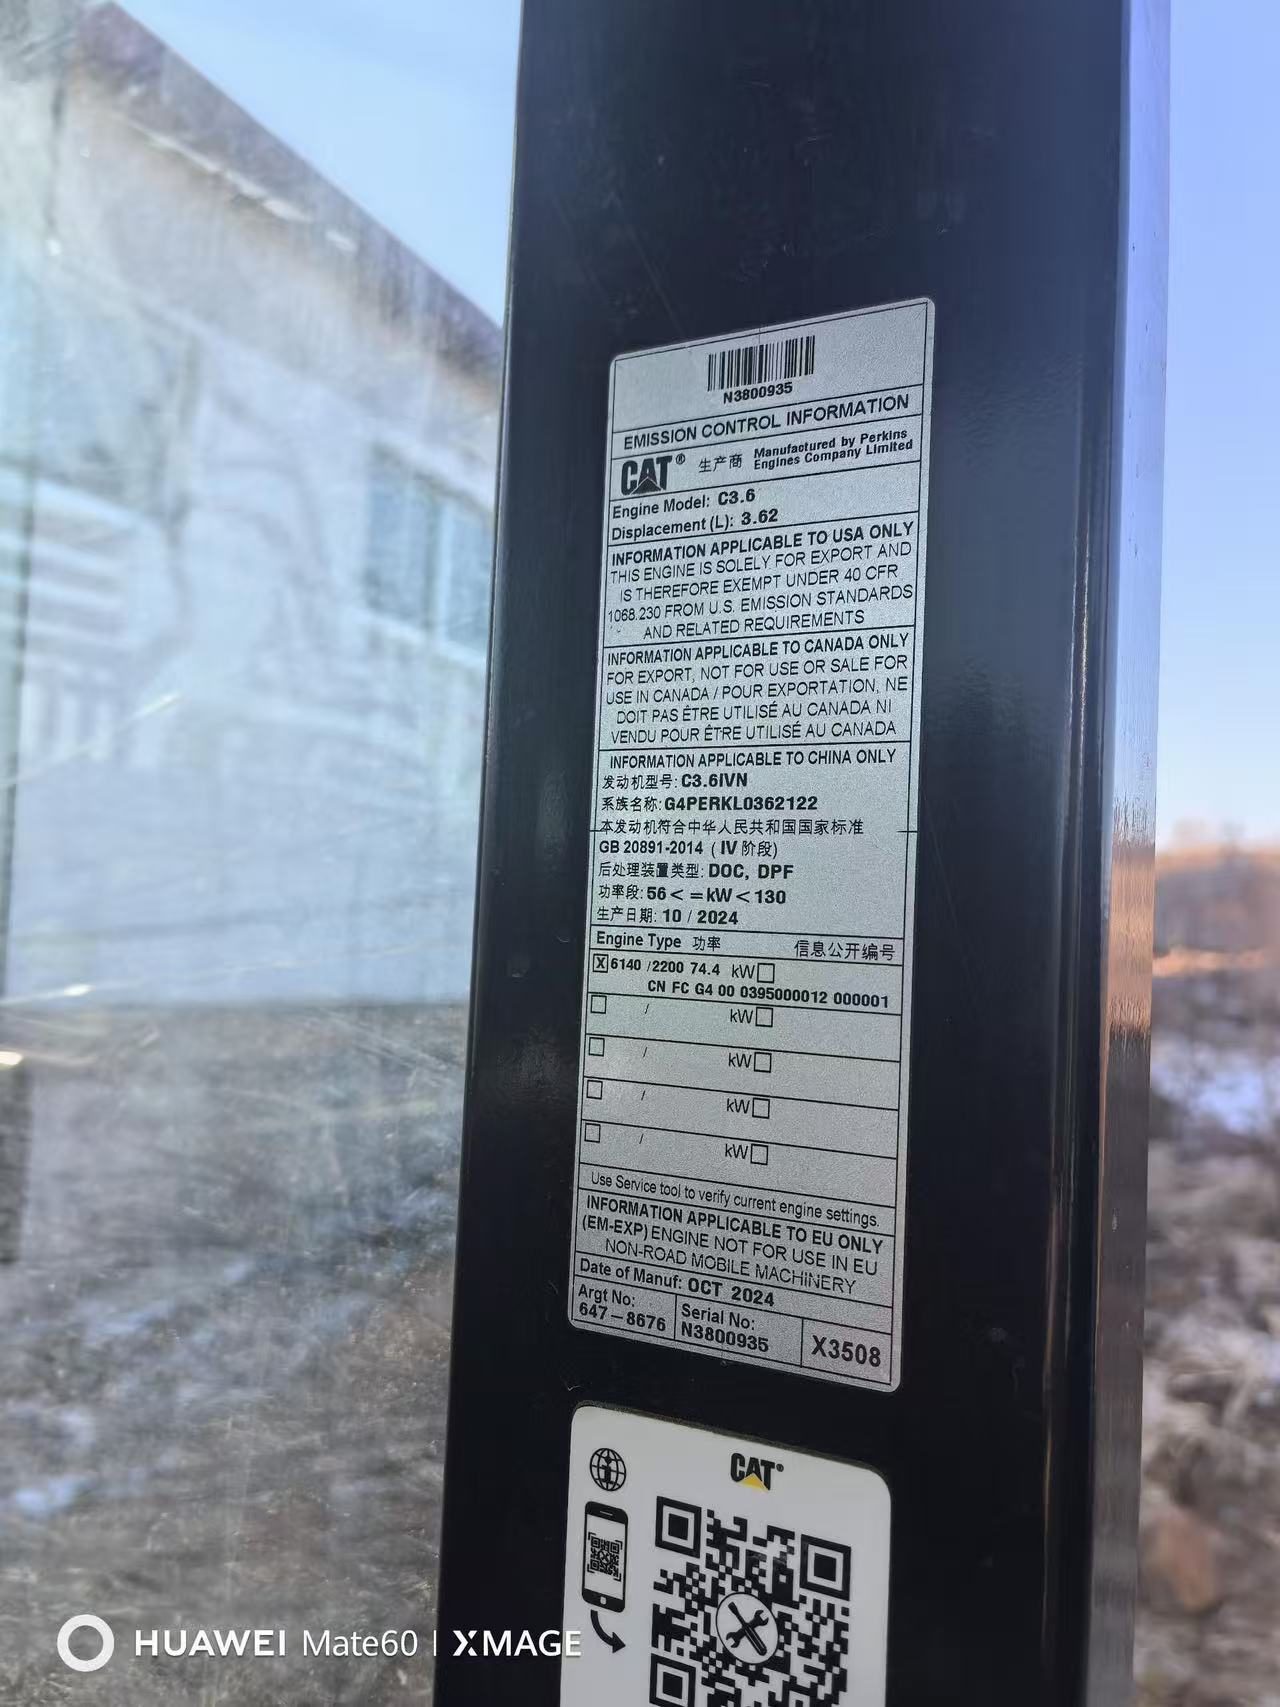 N3800935
EMISSION CONTROL INFORMATION
CAT® 生产商 Manufactured by Perkins
Engines Company Limited
Engine Model: C3.6
Displacement (L): 3.62
INFORMATION APPLICABLE TO USA ONLY
THIS ENGINE IS SOLELY FOR EXPORT AND
IS THEREFORE EXEMPT UNDER 40 CFR
1068.230 FROM U.S. EMISSION STANDARDS
AND RELATED REQUIREMENTS
INFORMATION APPLICABLE TO CANADA ONLY
FOR EXPORT, NOT FOR USE OR SALE FOR
USE IN CANADA / POUR EXPORTATION, NE
DOIT PAS ÊTRE UTILISÉ AU CANADA NI
VENDU POUR ÊTRE UTILISÉ AU CANADA
INFORMATION APPLICABLE TO CHINA ONLY
发动机型号: C3.6IVN
系族名称: G4PERKL0362122
本发动机符合中华人民共和国国家标准
GB 20891-2014 ( IV 阶段)
后处理装置类型: DOC, DPF
功率段: 56 < = kW < 130
生产日期: 10 / 2024
Engine Type 功率 信息公开编号
X 6140 /2200 74.4 kW
CN FC G4 00 0395000012 000001
/ kW
/ kW
/ kW
/ kW
Use Service tool to verify current engine settings.
INFORMATION APPLICABLE TO EU ONLY
(EM-EXP) ENGINE NOT FOR USE IN EU
NON-ROAD MOBILE MACHINERY
Date of Manuf: OCT 2024
Argt No:
647-8676
Serial No:
N3800935
X3508
CAT®
HUAWEI Mate60 | XMAGE